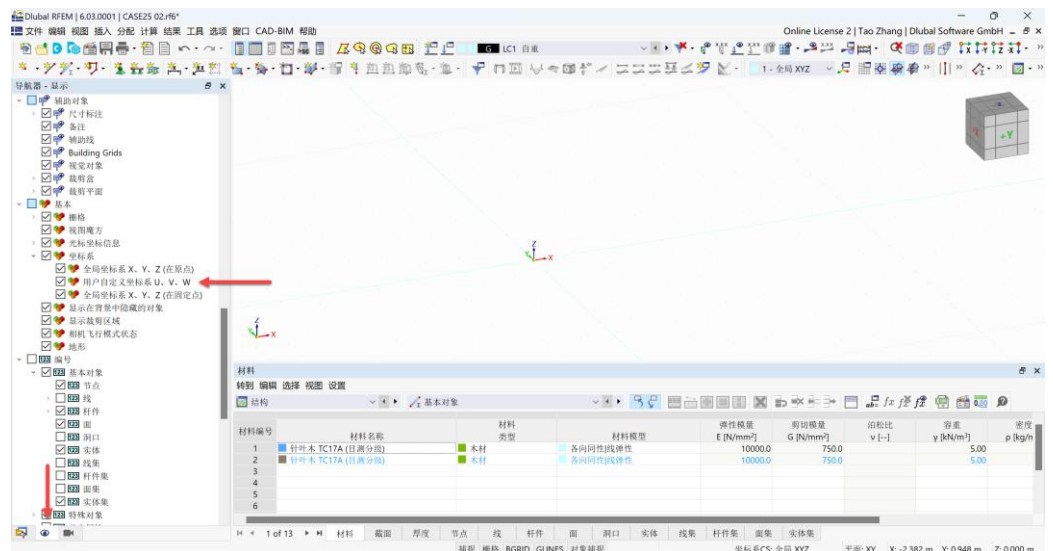 Dlubal RFEM | 6.03.0001 | CASE25 02.rf6*
文件 编辑 视图 插入 分配 计算 结果 工具 选项 窗口 CAD-BIM 帮助
Online License 2 | Tao Zhang | Dlubal Software GmbH
G LC1 自重
1 - 全局 XYZ
导航器 - 显示
辅助对象
尺寸标注
备注
辅助线
Building Grids
视觉对象
裁剪盒
裁剪平面
基本
栅格
视图魔方
光标坐标信息
坐标系
全局坐标系 X、Y、Z (在原点)
用户自定义坐标系 U、V、W
全局坐标系 X、Y、Z (在固定点)
显示在背景中隐藏的对象
显示裁剪区域
相机飞行模式状态
地形
编号
基本对象
节点
线
杆件
面
洞口
实体
线集
杆件集
面集
实体集
特殊对象
+Y
Z
X
Z
X
材料
转到 编辑 选择 视图 设置
结构
基本对象
材料编号 材料名称 材料类型 材料模型 弹性模量 E [N/mm²] 剪切模量 G [N/mm²] 泊松比 ν [--] 容重 γ [kN/m³] 密度 ρ [kg/n
1 针叶木 TC17A (目测分级) 木材 各向同性|线弹性 10000.0 750.0 5.00
2 针叶木 TC17A (目测分级) 木材 各向同性|线弹性 10000.0 750.0 5.00
3
4
5
6
1 of 13 材料 截面 厚度 节点 线 杆件 面 洞口 实体 线集 杆件集 面集 实体集
捕捉 栅格 BGRID GLINES 对象捕捉 坐标系CS: 全局 XYZ 平面: XY X: -2.382 m Y: 0.948 m Z: 0.000 m